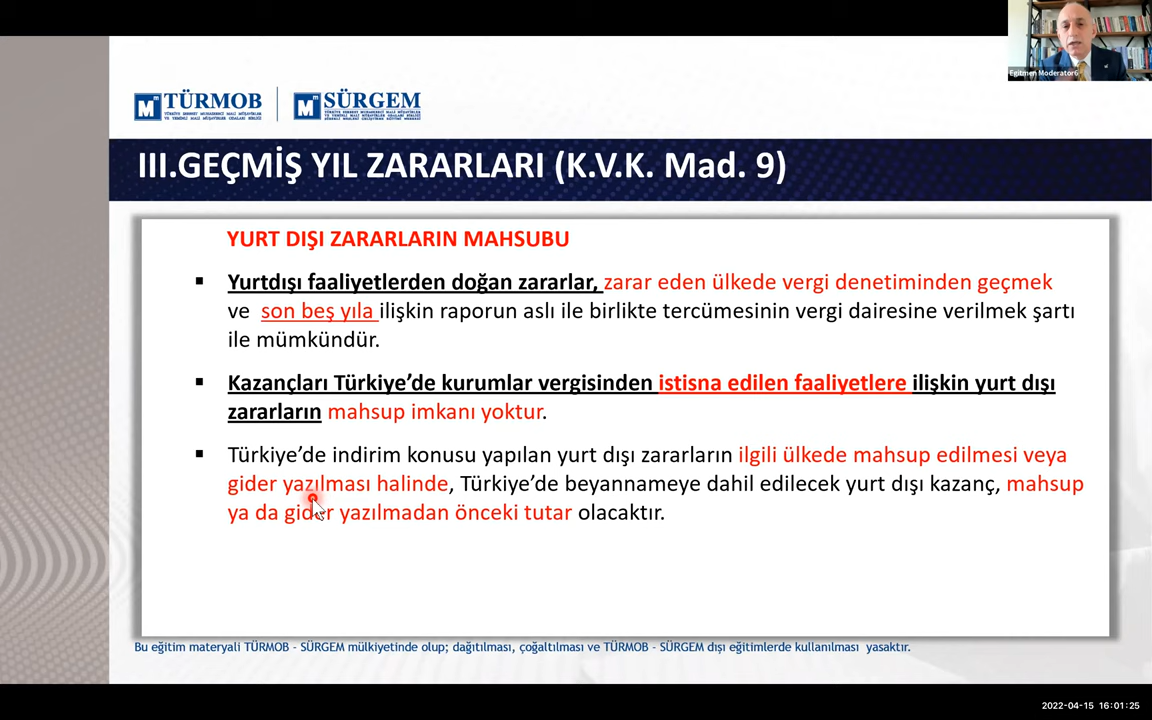 Egitmen Moderator6
TÜRMOB
SÜRGEM
III.GEÇMİŞ YIL ZARARLARI (K.V.K. Mad. 9)
YURT DIŞI ZARARLARIN MAHSUBU
▪ Yurtdışı faaliyetlerden doğan zararlar, zarar eden ülkede vergi denetiminden geçmek
ve son beş yıla ilişkin raporun aslı ile birlikte tercümesinin vergi dairesine verilmek şartı
ile mümkündür.
▪ Kazançları Türkiye’de kurumlar vergisinden istisna edilen faaliyetlere ilişkin yurt dışı
zararların mahsup imkanı yoktur.
▪ Türkiye’de indirim konusu yapılan yurt dışı zararların ilgili ülkede mahsup edilmesi veya
gider yazılması halinde, Türkiye’de beyannameye dahil edilecek yurt dışı kazanç, mahsup
ya da gider yazılmadan önceki tutar olacaktır.
Bu eğitim materyali TÜRMOB - SÜRGEM mülkiyetinde olup; dağıtılması, çoğaltılması ve TÜRMOB - SÜRGEM dışı eğitimlerde kullanılması yasaktır.
2022-04-15 16:01:25